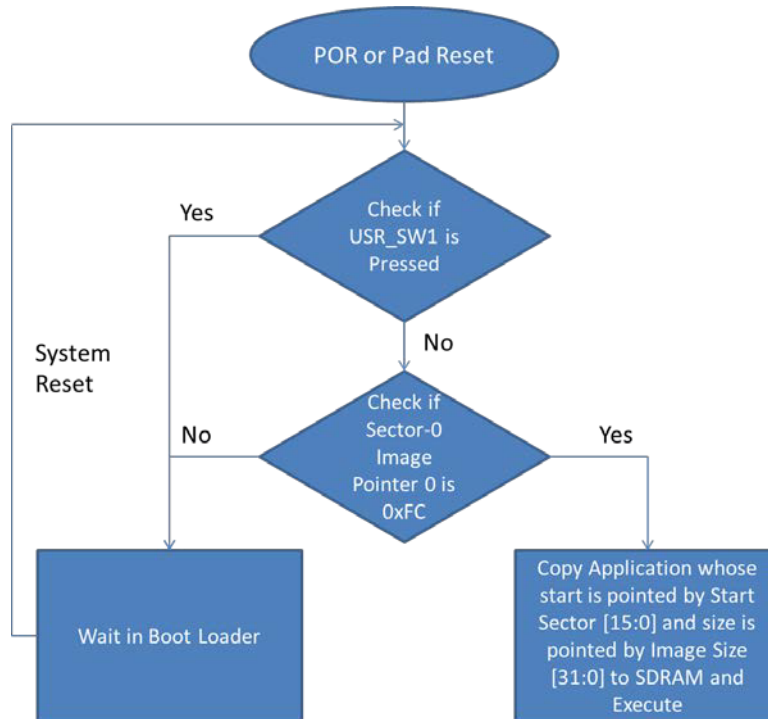 POR or Pad Reset
Yes
Check if
USR_SW1 is
Pressed
System
Reset
No
No
Check if
Sector-0
Image
Pointer 0 is
0xFC
Yes
Wait in Boot Loader
Copy Application whose
start is pointed by Start
Sector [15:0] and size is
pointed by Image Size
[31:0] to SDRAM and
Execute